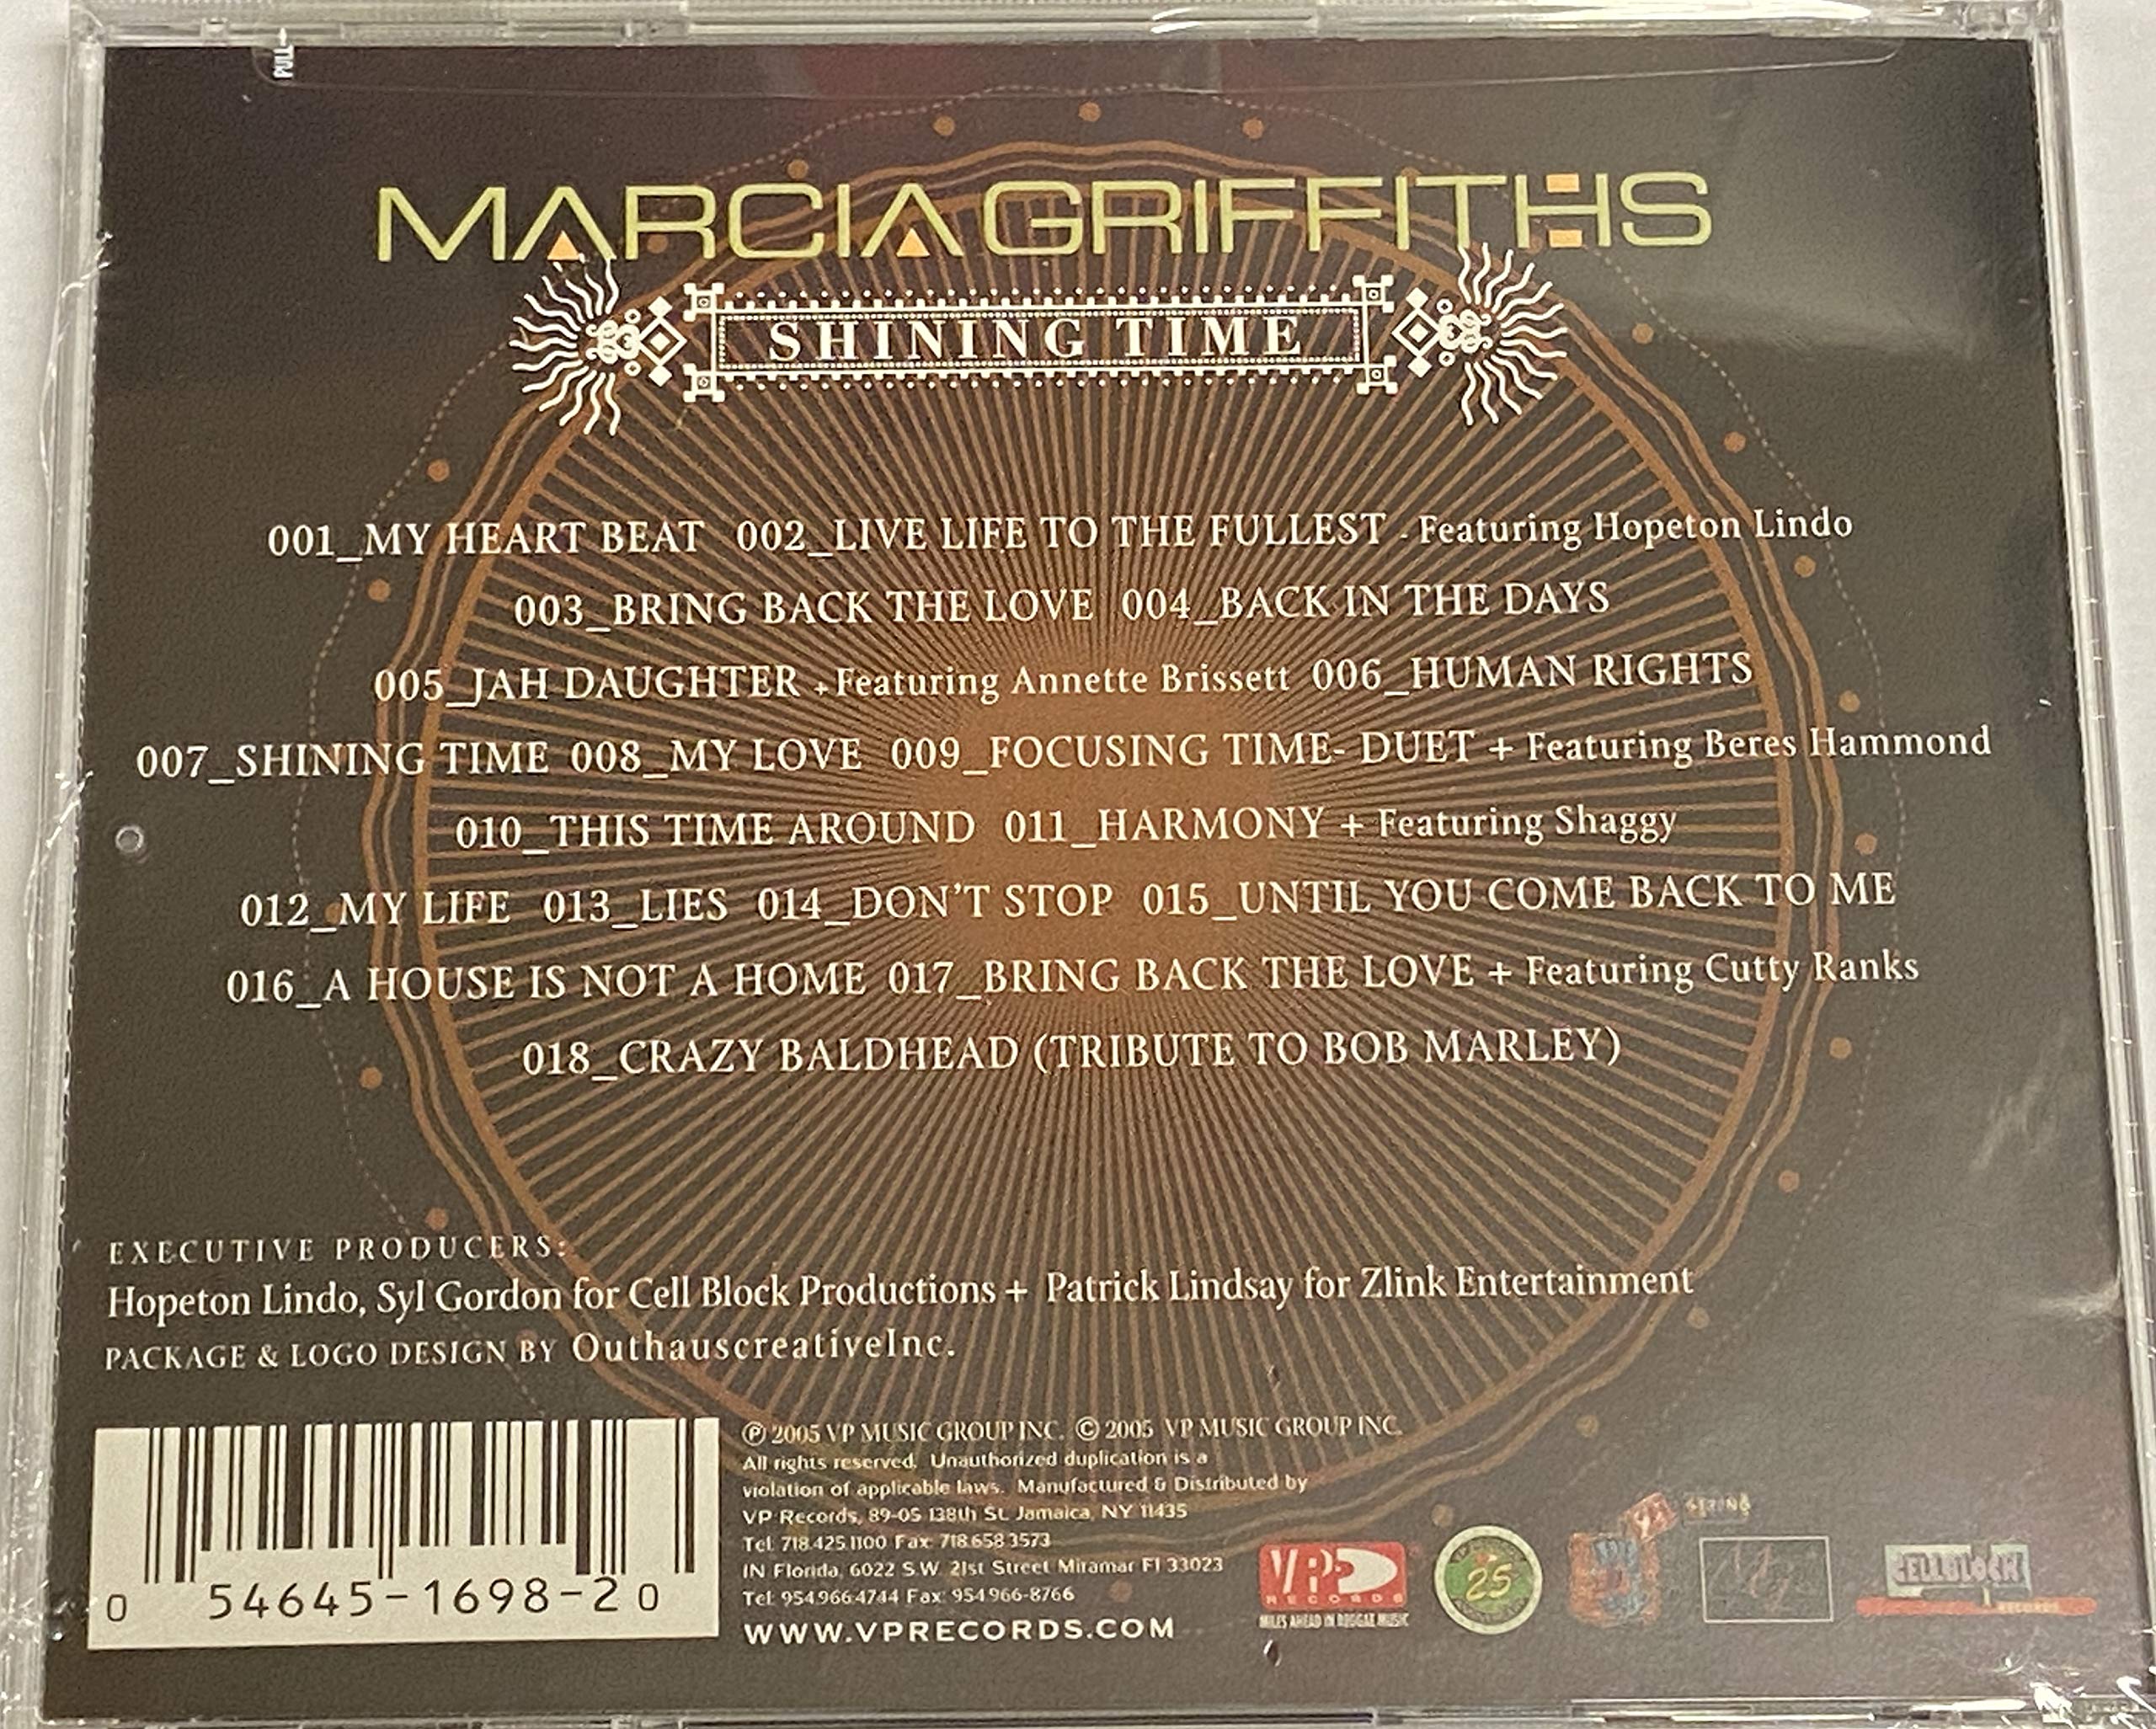 PULL
MARCIA GRIFFITHS
SHINING TIME
001_MY HEART BEAT 002_LIVE LIFE TO THE FULLEST - Featuring Hopeton Lindo
003_BRING BACK THE LOVE 004_BACK IN THE DAYS
005_JAH DAUGHTER + Featuring Annette Brissett 006_HUMAN RIGHTS
007_SHINING TIME 008_MY LOVE 009_FOCUSING TIME- DUET + Featuring Beres Hammond
010_THIS TIME AROUND 011_HARMONY + Featuring Shaggy
012_MY LIFE 013_LIES 014_DON'T STOP 015_UNTIL YOU COME BACK TO ME
016_A HOUSE IS NOT A HOME 017_BRING BACK THE LOVE + Featuring Cutty Ranks
018_CRAZY BALDHEAD (TRIBUTE TO BOB MARLEY)
EXECUTIVE PRODUCERS:
Hopeton Lindo, Syl Gordon for Cell Block Productions + Patrick Lindsay for Zlink Entertainment
PACKAGE & LOGO DESIGN BY OuthauscreativeInc.
℗ 2005 VP MUSIC GROUP INC. © 2005 VP MUSIC GROUP INC.
All rights reserved. Unauthorized duplication is a
violation of applicable laws. Manufactured & Distributed by
VP Records, 89-05 138th St. Jamaica, NY 11435
Tel: 718.425.1100 Fax: 718.658.3573
IN Florida, 6022 S.W. 21st Street Miramar Fl 33023
Tel: 954.966.4744 Fax: 954.966-8766
WWW.VPRECORDS.COM
0 54645-1698-2 0
VP
RECORDS
MILES AHEAD IN REGGAE MUSIC
25
CELLBLOCK
RECORDS